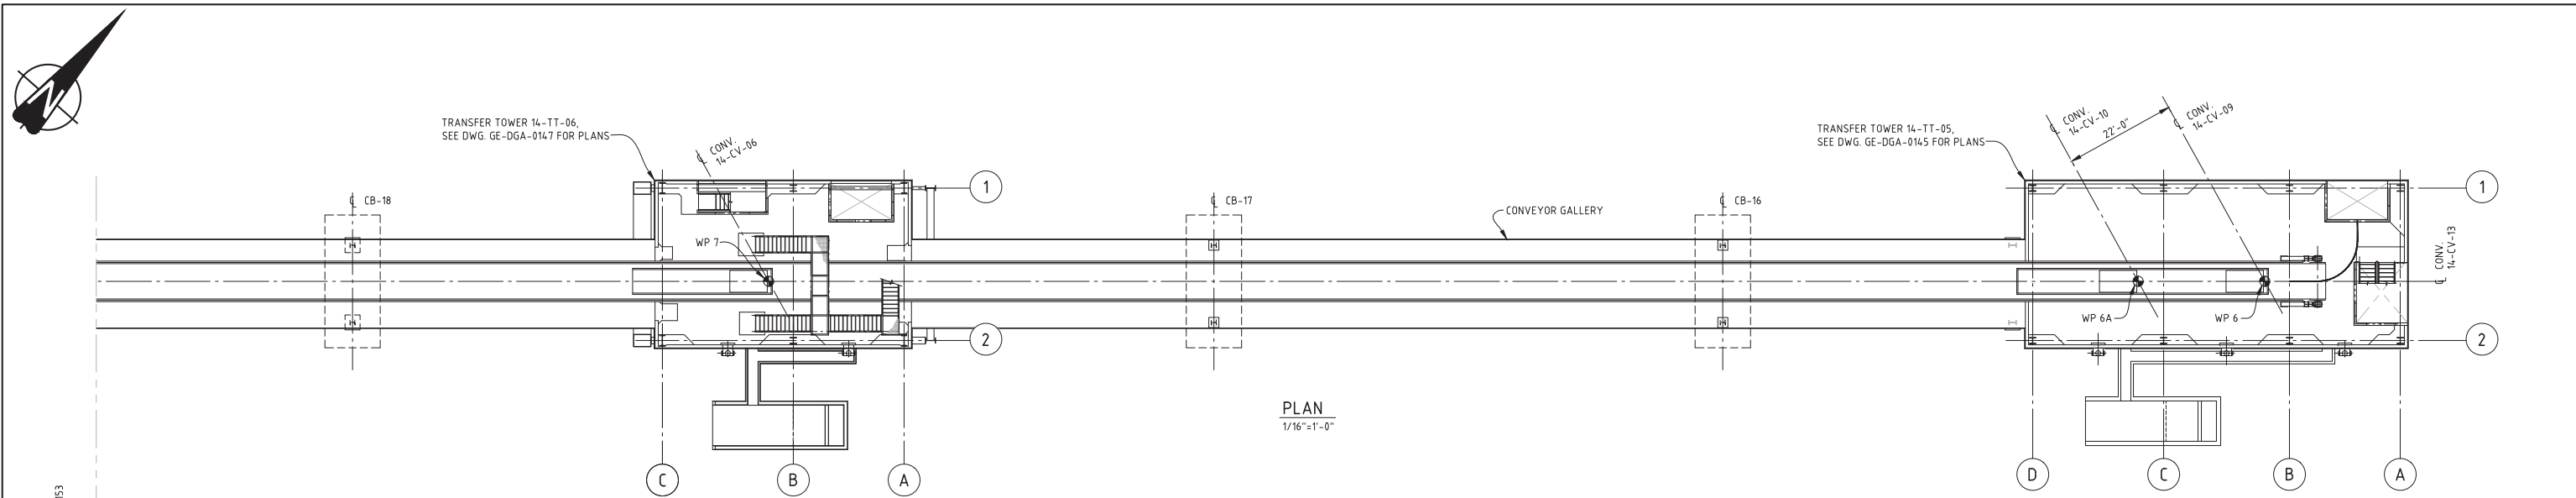 N
TRANSFER TOWER 14-TT-06,
SEE DWG. GE-DGA-0147 FOR PLANS
℄ CONV.
14-CV-06
TRANSFER TOWER 14-TT-05,
SEE DWG. GE-DGA-0145 FOR PLANS
℄ CONV.
14-CV-10
22'-0"
℄ CONV.
14-CV-09
1
1
℄ CB-18
℄ CB-17
℄ CB-16
CONVEYOR GALLERY
WP 7
℄ CONV.
14-CV-13
WP 6A
WP 6
2
2
PLAN
1/16"=1'-0"
C
B
A
D
C
B
A